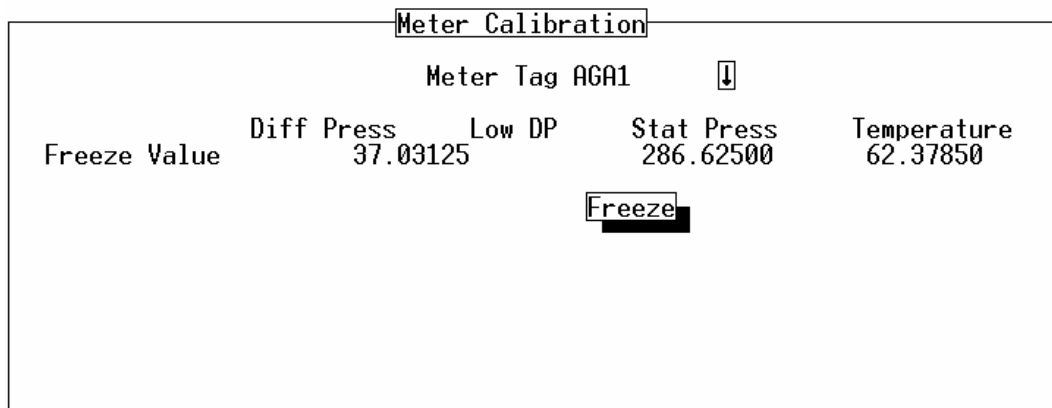 Meter Calibration
Meter Tag AGA1 ↓
Diff Press Low DP Stat Press Temperature
Freeze Value 37.03125 286.62500 62.37850
Freeze